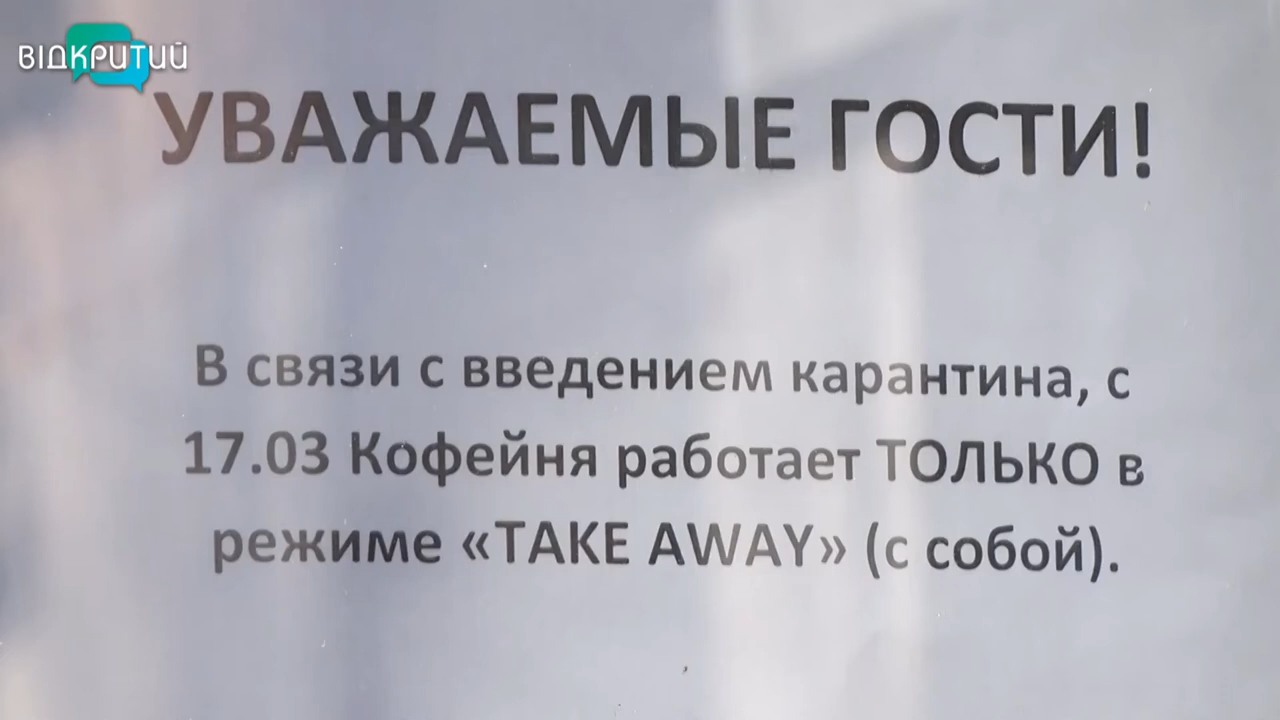 ВІДКРИТИЙ
УВАЖАЕМЫЕ ГОСТИ!
В связи с введением карантина, с
17.03 Кофейня работает ТОЛЬКО в
режиме «TAKE AWAY» (с собой).